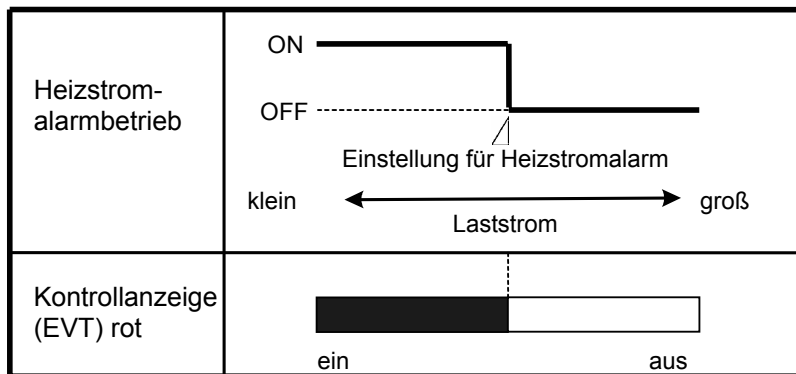 Heizstrom-
alarmbetrieb
ON
OFF
Einstellung für Heizstromalarm
klein
groß
Laststrom
Kontrollanzeige
(EVT) rot
ein
aus